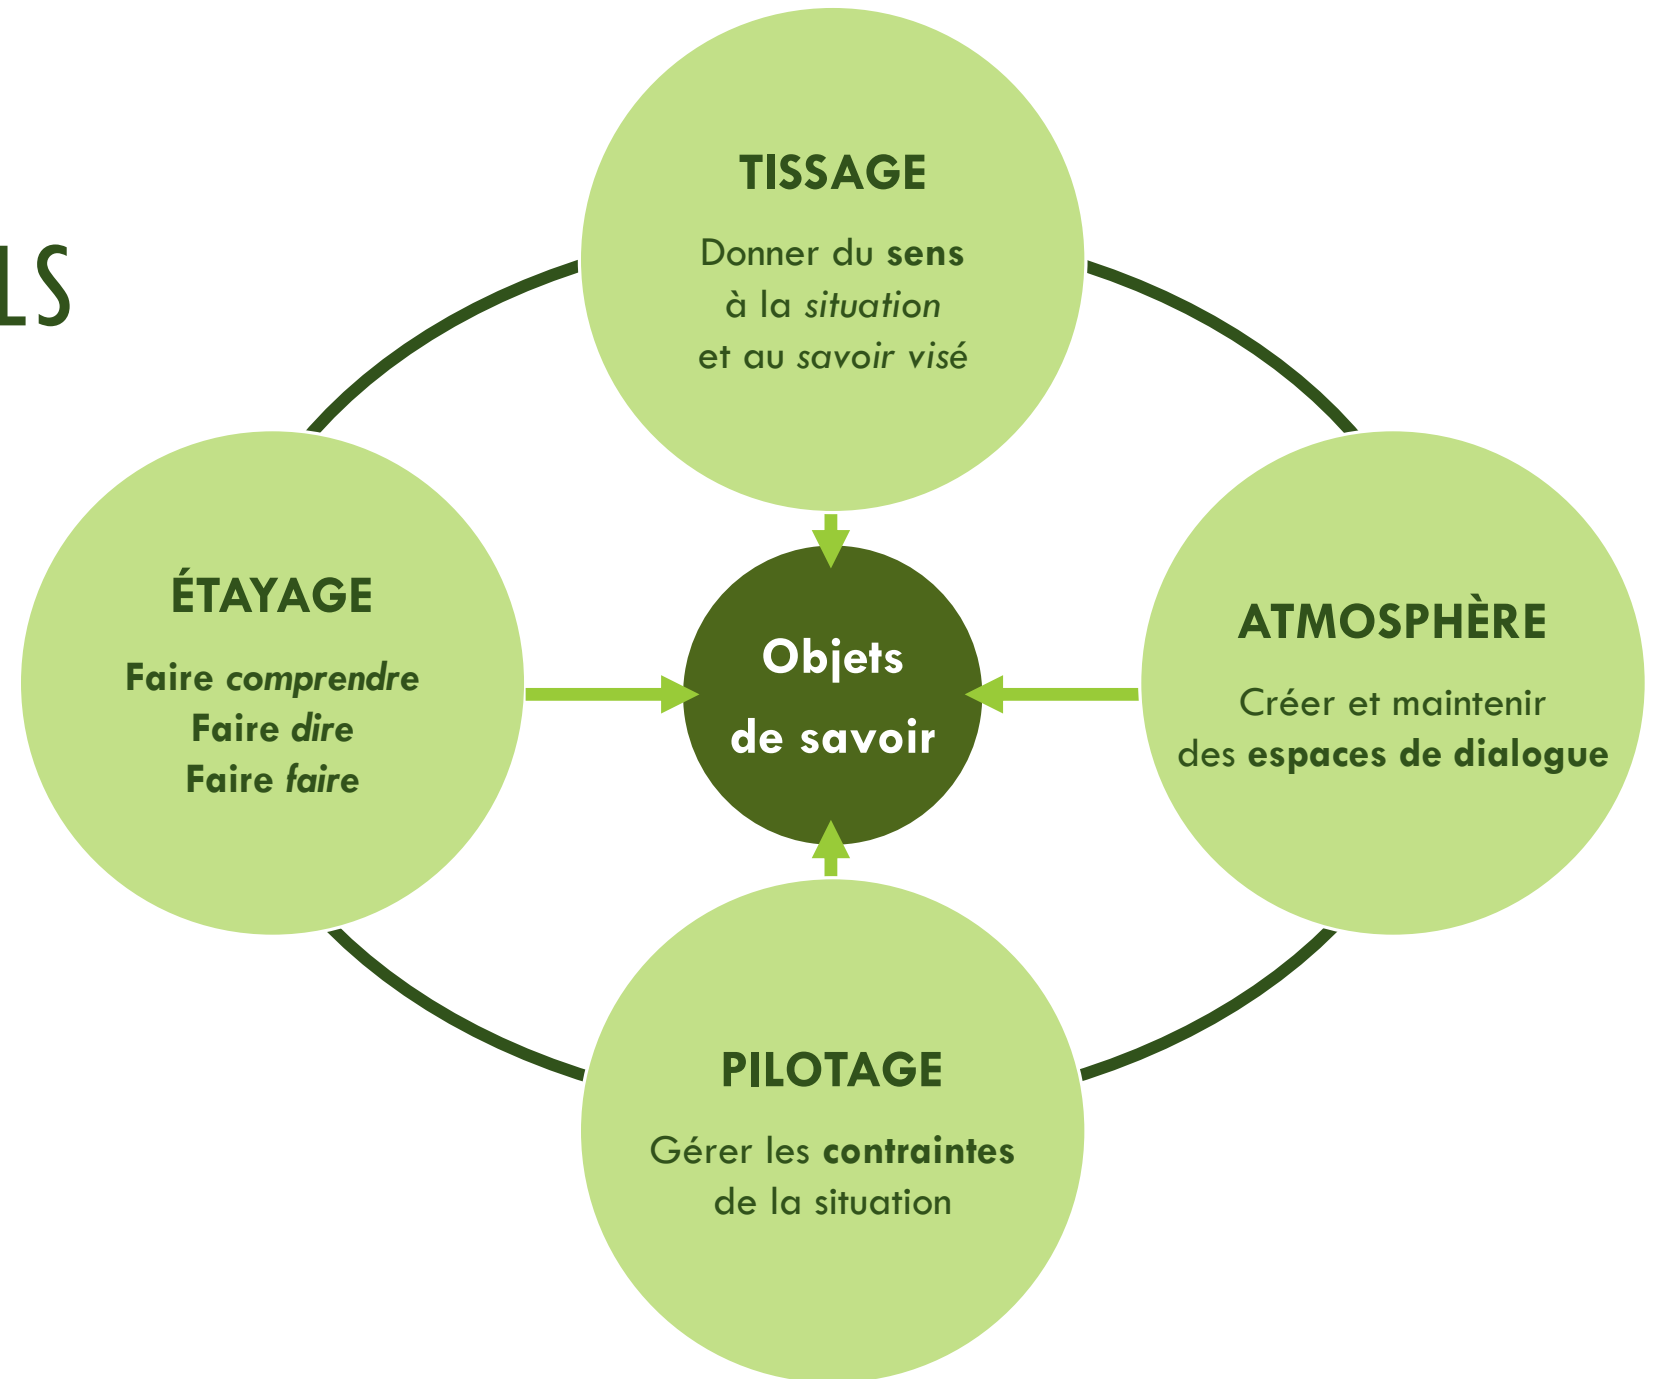 LS
TISSAGE
Donner du sens
à la situation
et au savoir visé
ÉTAYAGE
Faire comprendre
Faire dire
Faire faire
Objets
de savoir
ATMOSPHÈRE
Créer et maintenir
des espaces de dialogue
PILOTAGE
Gérer les contraintes
de la situation